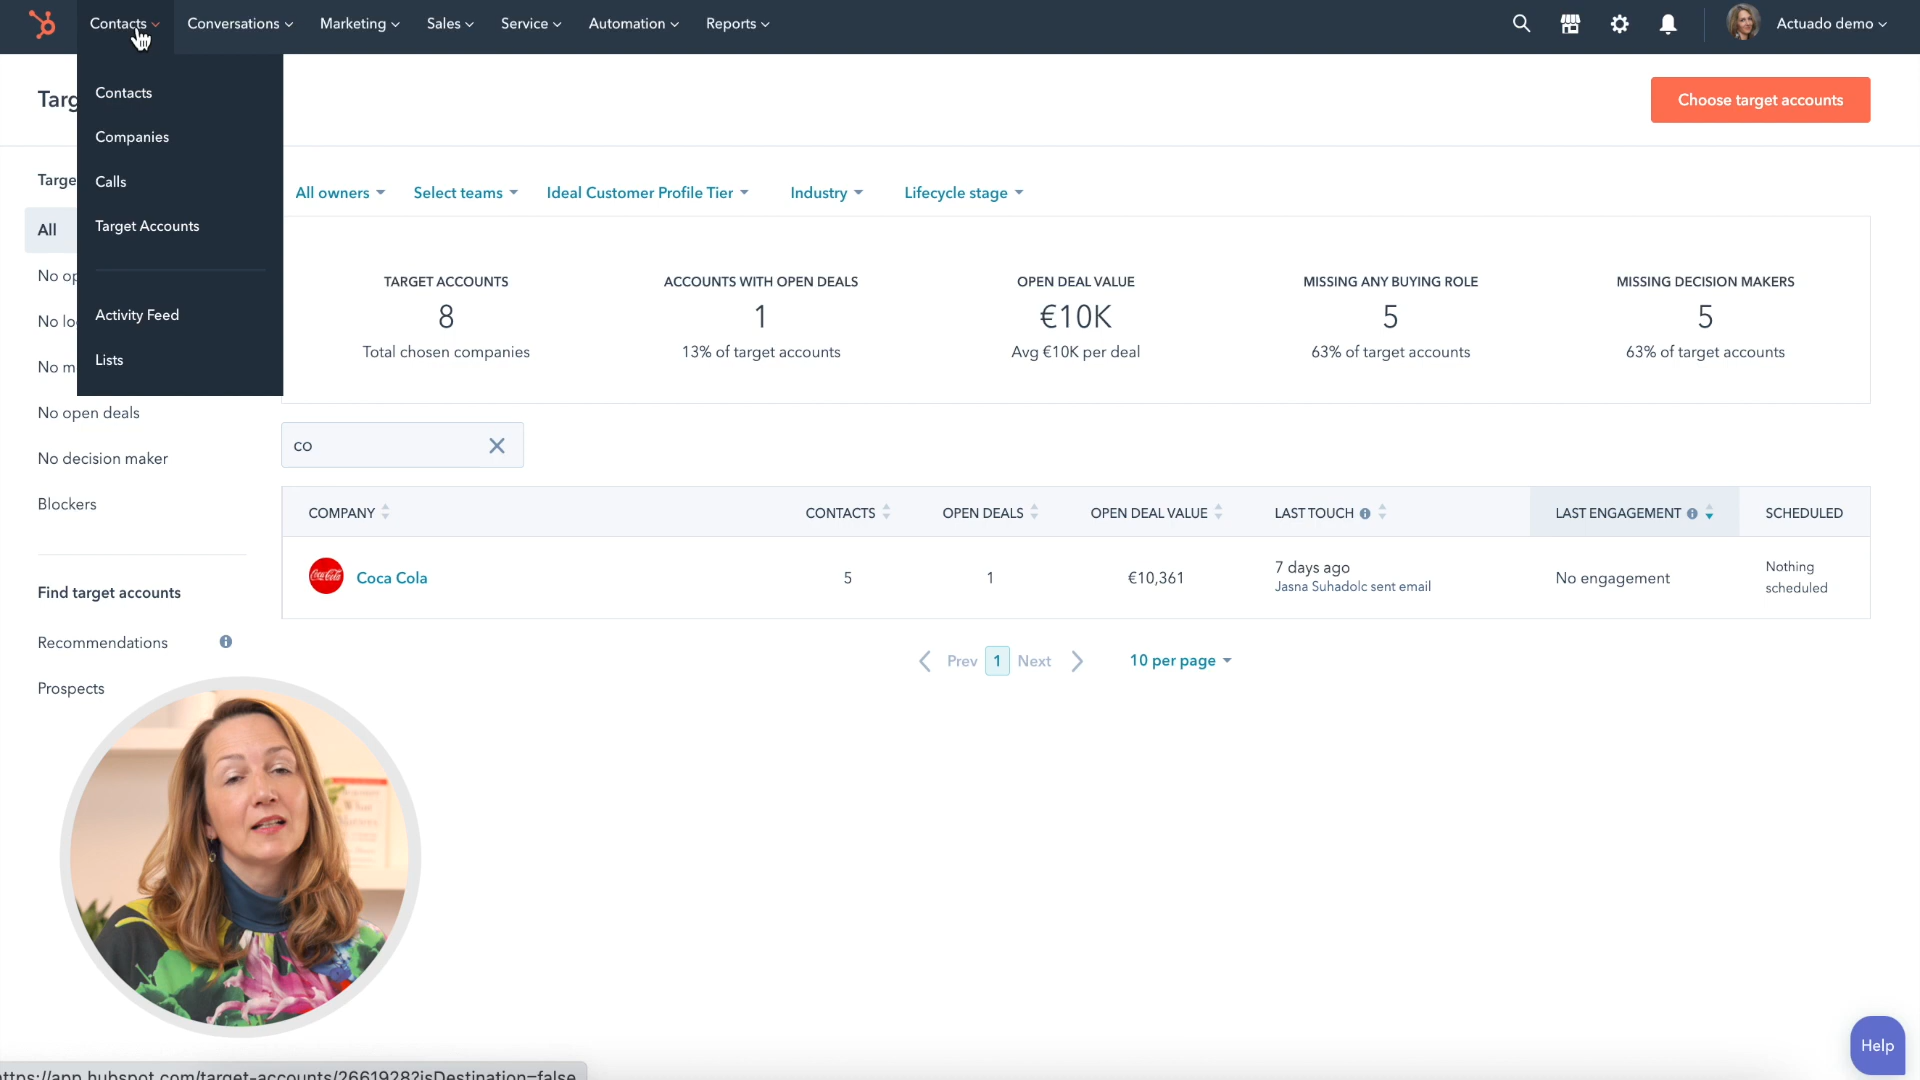 Contacts
Conversations
Marketing
Sales
Service
Automation
Reports
Actuado demo
Contacts
Companies
Calls
Target Accounts
Activity Feed
Lists
Targ
Choose target accounts
Targe
All
No op
No lo
No m
No open deals
No decision maker
Blockers
Find target accounts
Recommendations
Prospects
All owners
Select teams
Ideal Customer Profile Tier
Industry
Lifecycle stage
TARGET ACCOUNTS
8
Total chosen companies
ACCOUNTS WITH OPEN DEALS
1
13% of target accounts
OPEN DEAL VALUE
€10K
Avg €10K per deal
MISSING ANY BUYING ROLE
5
63% of target accounts
MISSING DECISION MAKERS
5
63% of target accounts
co
COMPANY
CONTACTS
OPEN DEALS
OPEN DEAL VALUE
LAST TOUCH
LAST ENGAGEMENT
SCHEDULED
Coca Cola
5
1
€10,361
7 days ago
Jasna Suhadolc sent email
No engagement
Nothing
scheduled
Prev 1 Next
10 per page
Help
ttps://app.hubspot.com/target-accounts/2661928?isDestination=false